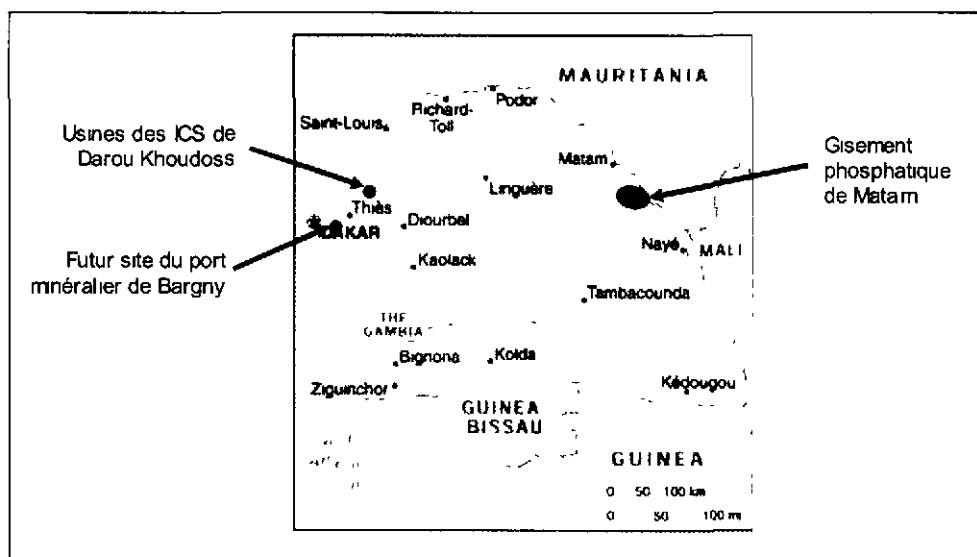 MAURITANIA
Podor
Richard-
Toll
Saint-Louis
Usines des ICS de
Darou Khoudoss
Matam
Gisement
phosphatique
de Matam
Linguère
Thiès
DAKAR
Diourbel
Nayé
MALI
Futur site du port
minéralier de Bargny
Kaolack
Tambacounda
THE
GAMBIA
Bignona
Kolda
Ziguinchor
Kédougou
GUINEA
BISSAU
GUINEA
0 50 100 km
0 50 100 mi